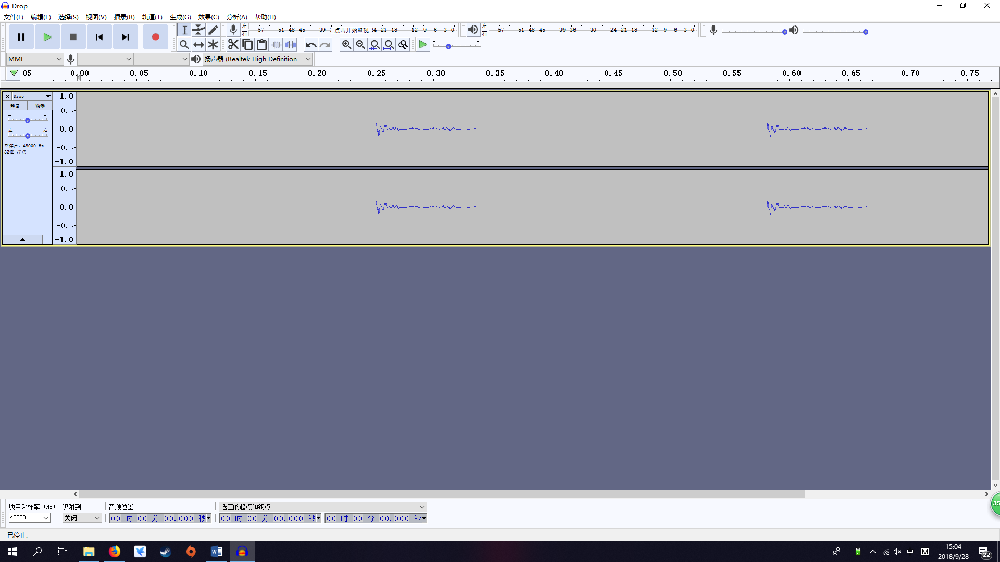 Drop
文件(F) 编辑(E) 选择(S) 视图(V) 播录(R) 轨道(T) 生成(G) 效果(C) 分析(A) 帮助(H)
左
右
-57 -51 -48 -45 -39 点击开始监视 -21 -18 -12 -9 -6 -3 0
左
右
-57 -51 -48 -45 -39 -36 -30 -24 -21 -18 -12 -9 -6 -3 0
- +
- +
- +
MME 扬声器 (Realtek High Definition
05 0.00 0.05 0.10 0.15 0.20 0.25 0.30 0.35 0.40 0.45 0.50 0.55 0.60 0.65 0.70 0.75
Drop
静音 独奏
- +
左 右
立体声, 48000 Hz
32位 浮点
1.0
0.5
0.0
-0.5
-1.0
1.0
0.5
0.0
-0.5
-1.0
35
项目采样率 (Hz) 吸附到 音频位置 选区的起点和终点
48000 关闭 00 时 00 分 00.000 秒 00 时 00 分 00.000 秒 00 时 00 分 00.000 秒
已停止.
中 M
15:04
2018/9/28
22